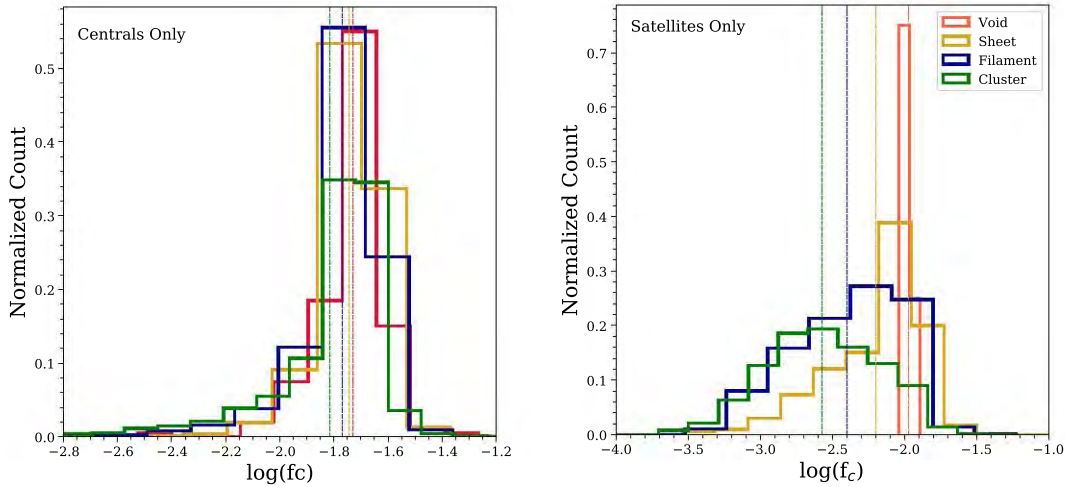 Centrals Only
Normalized Count
0.5
0.4
0.3
0.2
0.1
0.0
−2.8 −2.6 −2.4 −2.2 −2.0 −1.8 −1.6 −1.4 −1.2
log(fc)
Satellites Only
Void
Sheet
Filament
Cluster
Normalized Count
0.7
0.6
0.5
0.4
0.3
0.2
0.1
0.0
−4.0 −3.5 −3.0 −2.5 −2.0 −1.5 −1.0
log(fc)